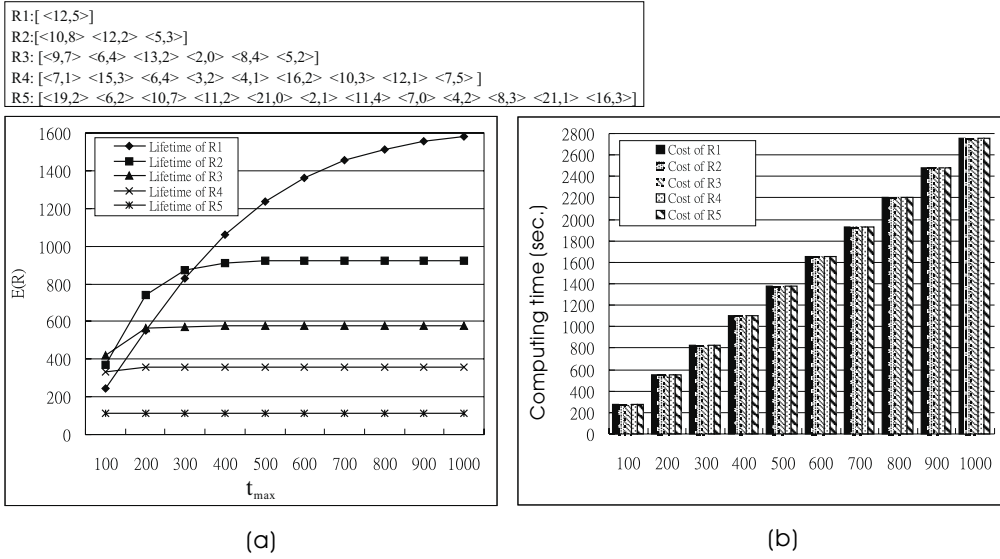 R1:[ <12,5>]
R2:[<10,8> <12,2> <5,3>]
R3: [<9,7> <6,4> <13,2> <2,0> <8,4> <5,2>]
R4: [<7,1> <15,3> <6,4> <3,2> <4,1> <16,2> <10,3> <12,1> <7,5> ]
R5: [<19,2> <6,2> <10,7> <11,2> <21,0> <2,1> <11,4> <7,0> <4,2> <8,3> <21,1> <16,3>]
1600
1400
1200
1000
800
600
400
200
0
E(R)
Lifetime of R1
Lifetime of R2
Lifetime of R3
Lifetime of R4
Lifetime of R5
100 200 300 400 500 600 700 800 900 1000
tmax
(a)
2800
2600
2400
2200
2000
1800
1600
1400
1200
1000
800
600
400
200
0
Computing time (sec.)
Cost of R1
Cost of R2
Cost of R3
Cost of R4
Cost of R5
100 200 300 400 500 600 700 800 900 1000
(b)